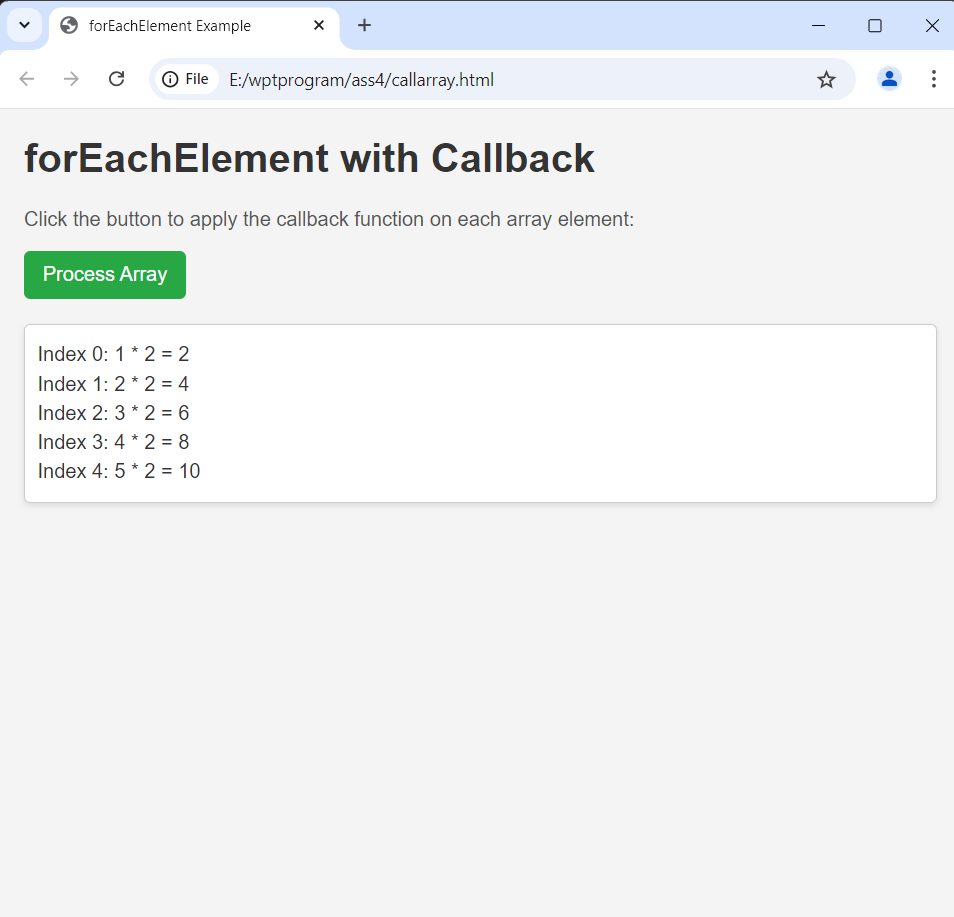 forEachElement Example
File E:/wptprogram/ass4/callarray.html
forEachElement with Callback
Click the button to apply the callback function on each array element:
Process Array
Index 0: 1 * 2 = 2
Index 1: 2 * 2 = 4
Index 2: 3 * 2 = 6
Index 3: 4 * 2 = 8
Index 4: 5 * 2 = 10